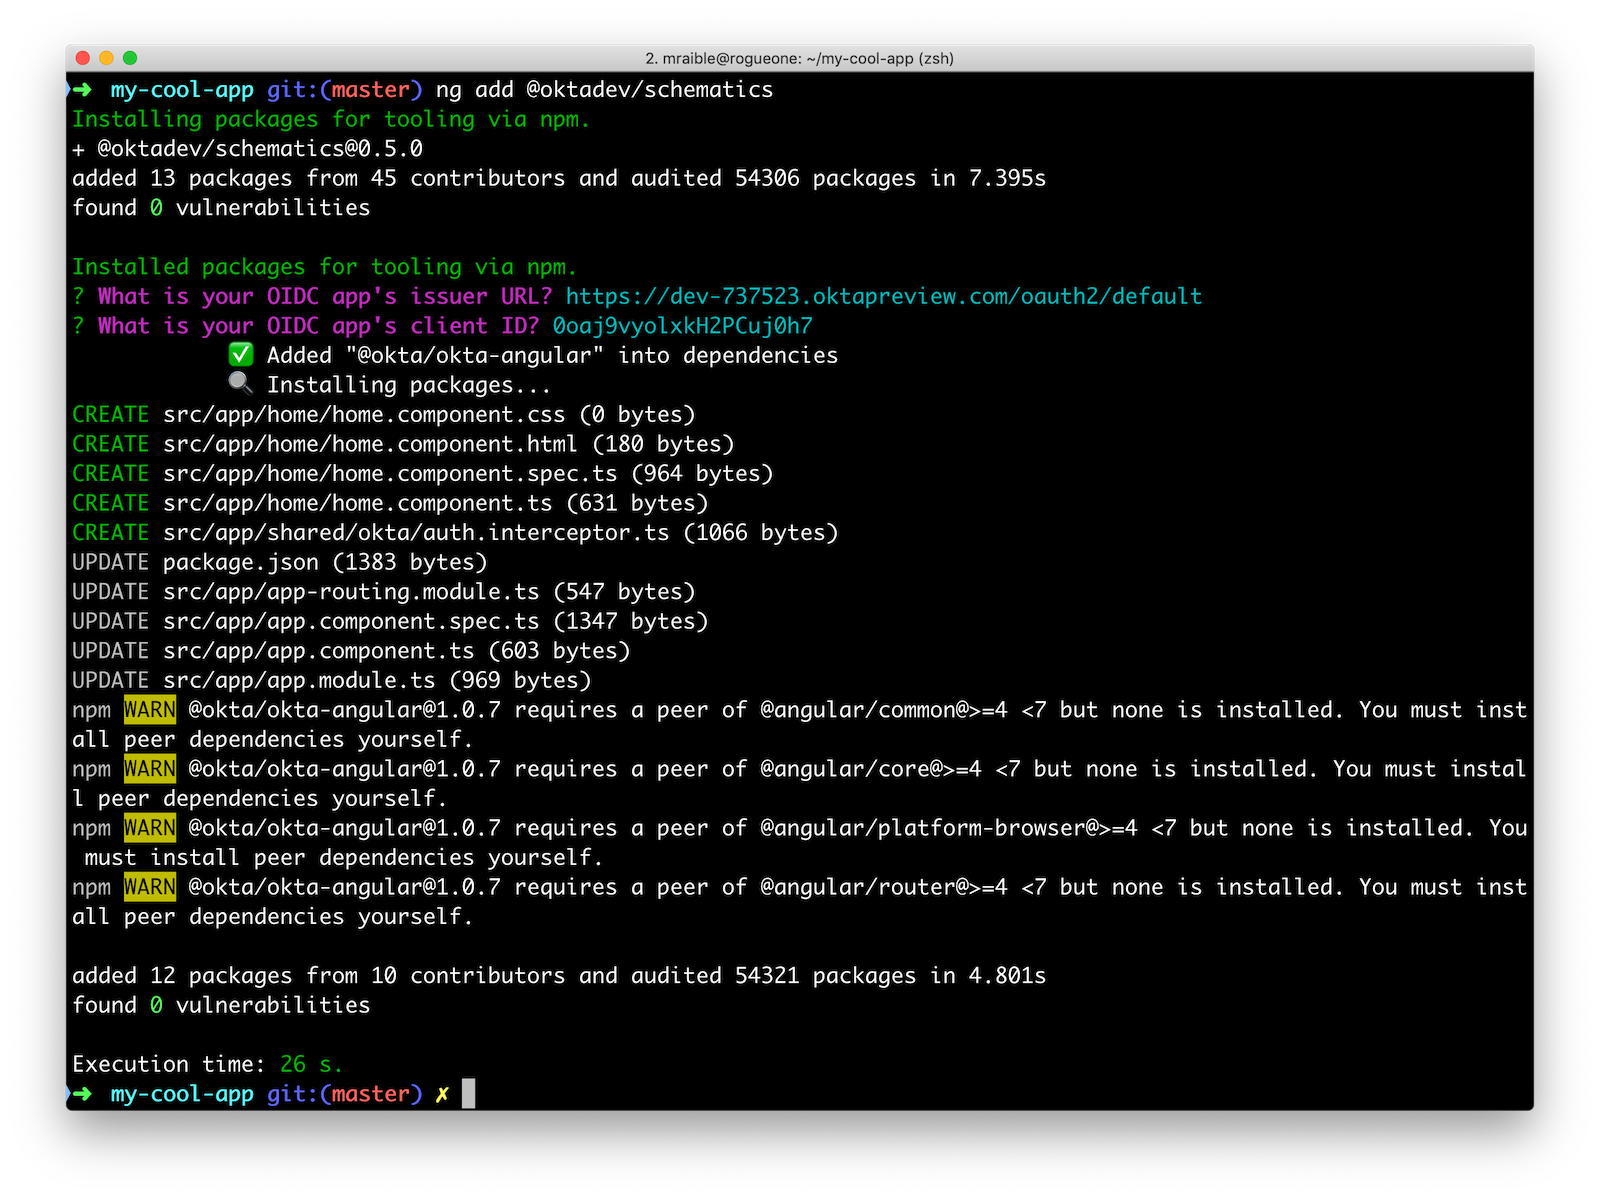 2. mraible@rogueone: ~/my-cool-app (zsh)
➜ my-cool-app git:(master) ng add @oktadev/schematics
Installing packages for tooling via npm.
+ @oktadev/schematics@0.5.0
added 13 packages from 45 contributors and audited 54306 packages in 7.395s
found 0 vulnerabilities
Installed packages for tooling via npm.
? What is your OIDC app's issuer URL? https://dev-737523.oktapreview.com/oauth2/default
? What is your OIDC app's client ID? 0oaj9vyolxkH2PCuj0h7
✅ Added "@okta/okta-angular" into dependencies
🔍 Installing packages...
CREATE src/app/home/home.component.css (0 bytes)
CREATE src/app/home/home.component.html (180 bytes)
CREATE src/app/home/home.component.spec.ts (964 bytes)
CREATE src/app/home/home.component.ts (631 bytes)
CREATE src/app/shared/okta/auth.interceptor.ts (1066 bytes)
UPDATE package.json (1383 bytes)
UPDATE src/app/app-routing.module.ts (547 bytes)
UPDATE src/app/app.component.spec.ts (1347 bytes)
UPDATE src/app/app.component.ts (603 bytes)
UPDATE src/app/app.module.ts (969 bytes)
npm WARN @okta/okta-angular@1.0.7 requires a peer of @angular/common@>=4 <7 but none is installed. You must inst
all peer dependencies yourself.
npm WARN @okta/okta-angular@1.0.7 requires a peer of @angular/core@>=4 <7 but none is installed. You must instal
l peer dependencies yourself.
npm WARN @okta/okta-angular@1.0.7 requires a peer of @angular/platform-browser@>=4 <7 but none is installed. You
 must install peer dependencies yourself.
npm WARN @okta/okta-angular@1.0.7 requires a peer of @angular/router@>=4 <7 but none is installed. You must inst
all peer dependencies yourself.
added 12 packages from 10 contributors and audited 54321 packages in 4.801s
found 0 vulnerabilities
Execution time: 26 s.
➜ my-cool-app git:(master) ✗